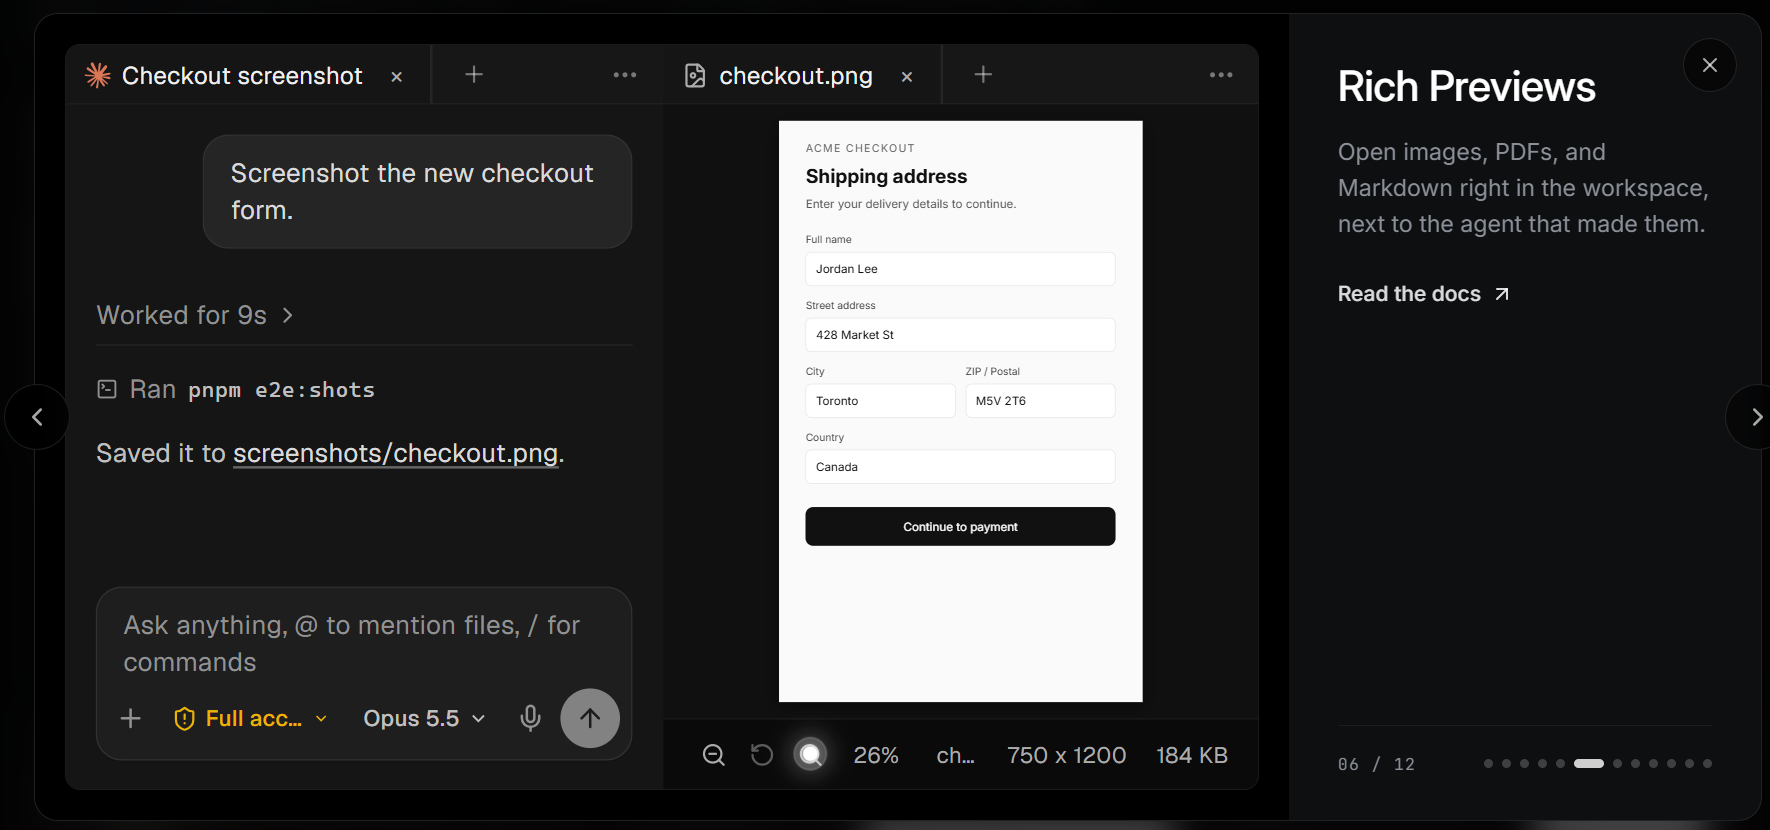 Checkout screenshot
Screenshot the new checkout
form.
Worked for 9s
Ran pnpm e2e:shots
Saved it to screenshots/checkout.png.
Ask anything, @ to mention files, / for
commands
Full acc...
Opus 5.5
checkout.png
ACME CHECKOUT
Shipping address
Enter your delivery details to continue.
Full name
Jordan Lee
Street address
428 Market St
City
ZIP / Postal
Toronto
M5V 2T6
Country
Canada
Continue to payment
26%
ch...
750 x 1200
184 KB
Rich Previews
Open images, PDFs, and
Markdown right in the workspace,
next to the agent that made them.
Read the docs
06 / 12